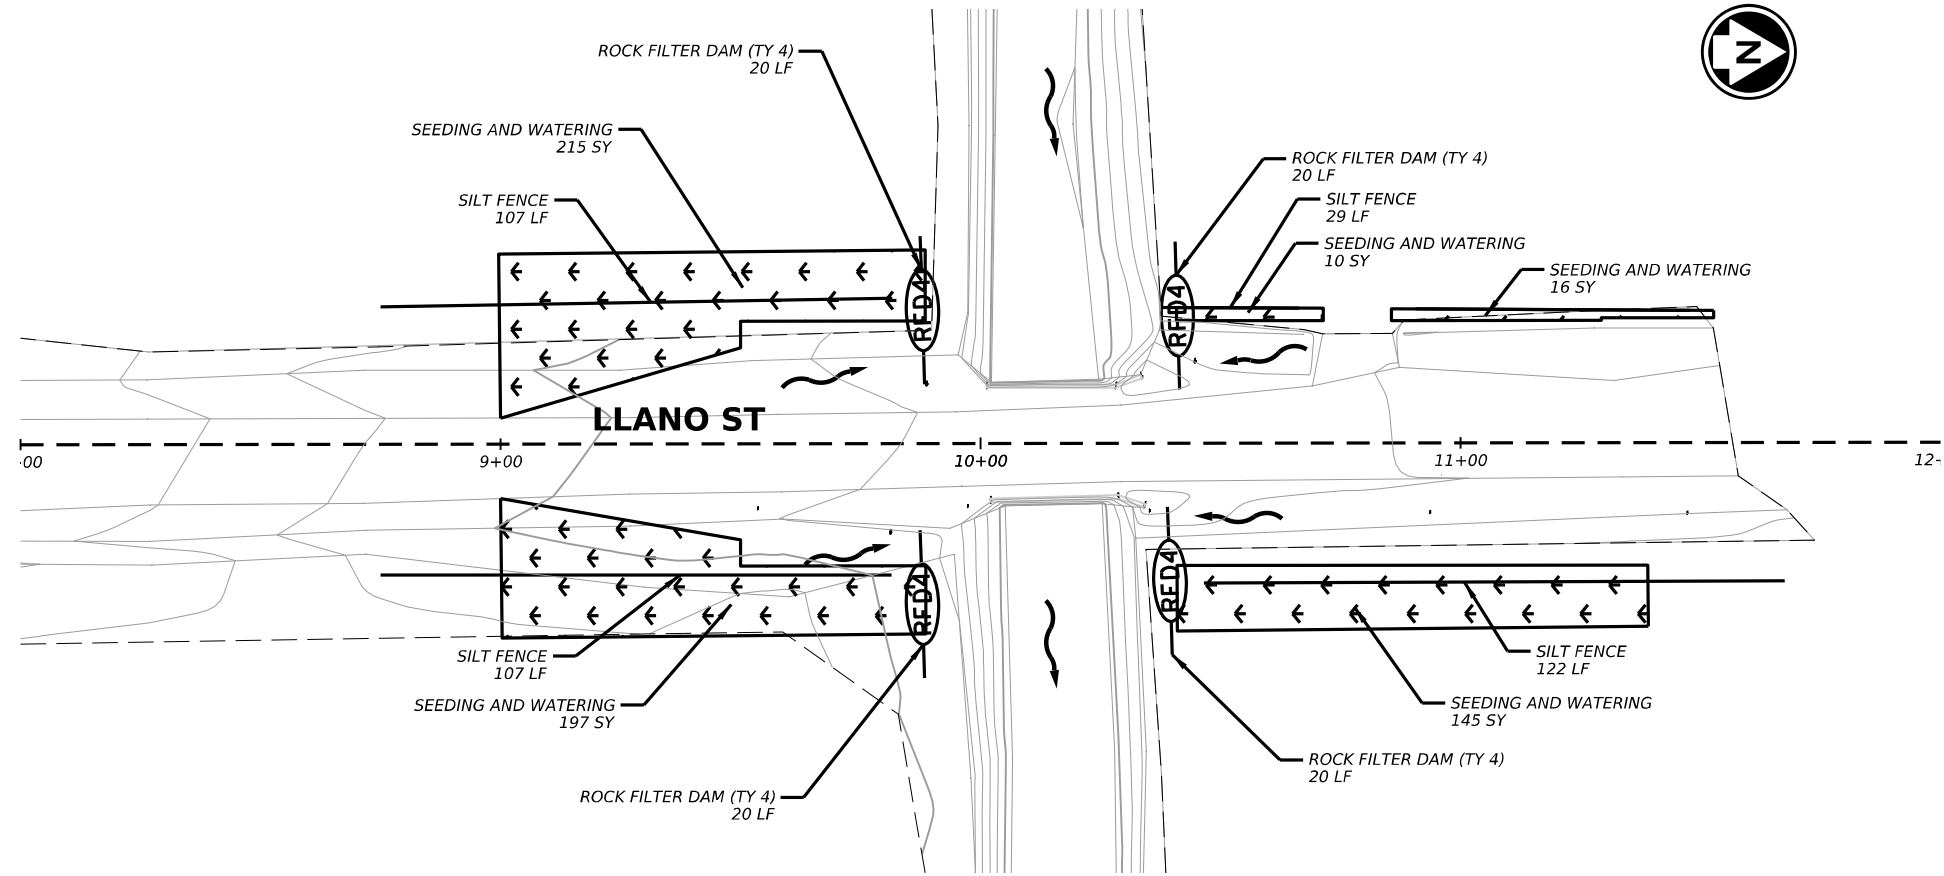 ROCK FILTER DAM (TY 4)
20 LF
N
SEEDING AND WATERING
215 SY
ROCK FILTER DAM (TY 4)
20 LF
SILT FENCE
107 LF
SILT FENCE
29 LF
SEEDING AND WATERING
10 SY
SEEDING AND WATERING
16 SY
RFD4
RFD4
LLANO ST
9+00
10+00
11+00
RFD4
RFD4
SILT FENCE
107 LF
SILT FENCE
122 LF
SEEDING AND WATERING
197 SY
SEEDING AND WATERING
145 SY
ROCK FILTER DAM (TY 4)
20 LF
ROCK FILTER DAM (TY 4)
20 LF